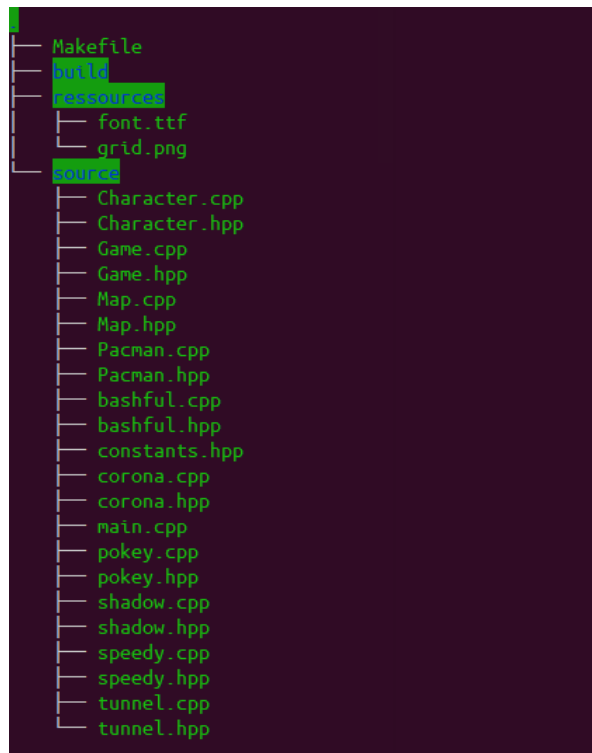 .
├── Makefile
├── build
├── ressources
│   ├── font.ttf
│   └── grid.png
└── source
    ├── Character.cpp
    ├── Character.hpp
    ├── Game.cpp
    ├── Game.hpp
    ├── Map.cpp
    ├── Map.hpp
    ├── Pacman.cpp
    ├── Pacman.hpp
    ├── bashful.cpp
    ├── bashful.hpp
    ├── constants.hpp
    ├── corona.cpp
    ├── corona.hpp
    ├── main.cpp
    ├── pokey.cpp
    ├── pokey.hpp
    ├── shadow.cpp
    ├── shadow.hpp
    ├── speedy.cpp
    ├── speedy.hpp
    ├── tunnel.cpp
    └── tunnel.hpp